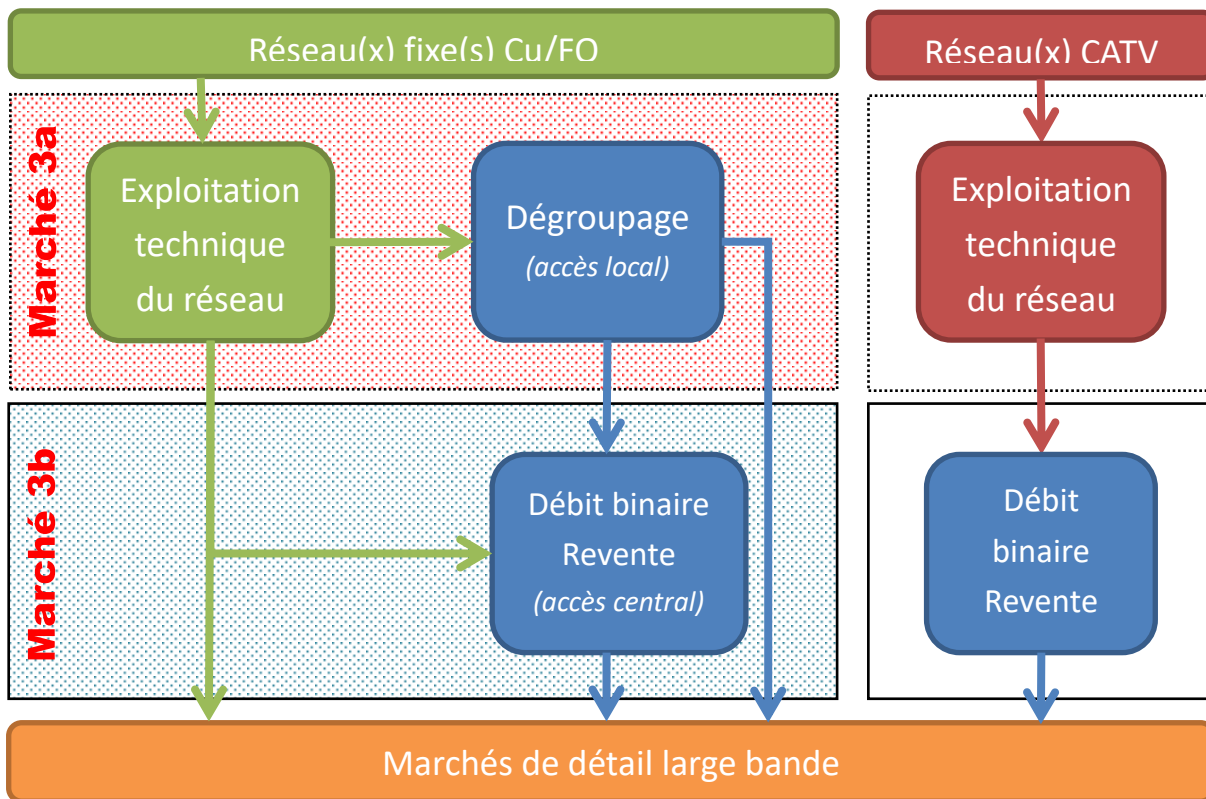 Réseau(x) fixe(s) Cu/FO
Réseau(x) CATV
Marché 3a
Exploitation
technique
du réseau
Dégroupage
(accès local)
Exploitation
technique
du réseau
Marché 3b
Débit binaire
Revente
(accès central)
Débit
binaire
Revente
Marchés de détail large bande